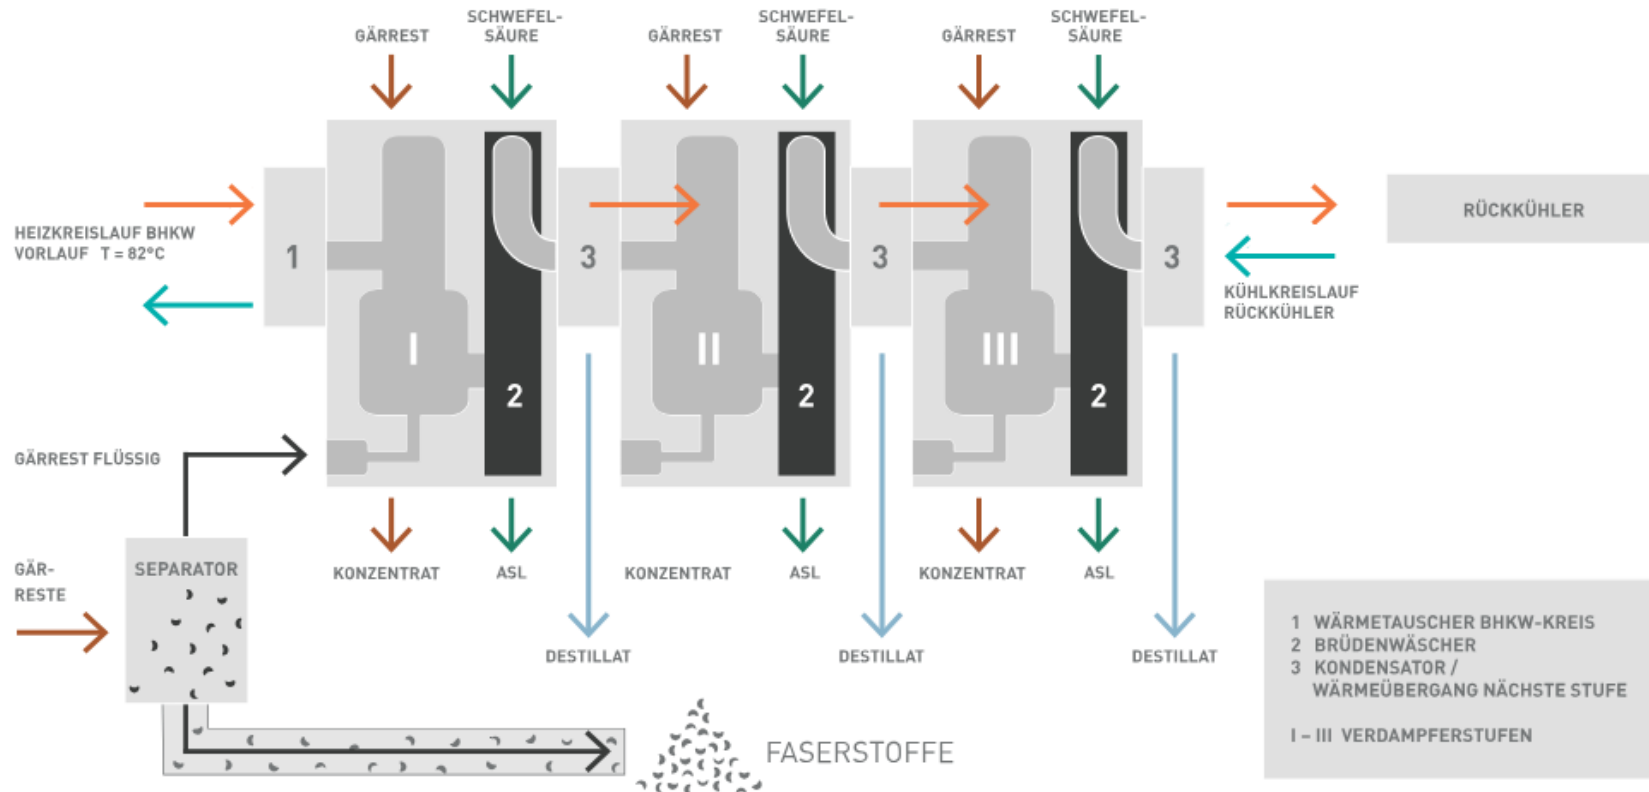 GÄRREST
SCHWEFEL-
SÄURE
GÄRREST
SCHWEFEL-
SÄURE
GÄRREST
SCHWEFEL-
SÄURE
HEIZKREISLAUF BHKW
VORLAUF T = 82°C
1
I
2
3
II
2
3
III
2
3
RÜCKKÜHLER
KÜHLKREISLAUF
RÜCKKÜHLER
GÄRREST FLÜSSIG
GÄR-
RESTE
SEPARATOR
KONZENTRAT
ASL
KONZENTRAT
ASL
KONZENTRAT
ASL
DESTILLAT
DESTILLAT
DESTILLAT
FASERSTOFFE
1 WÄRMETAUSCHER BHKW-KREIS
2 BRÜDENWÄSCHER
3 KONDENSATOR /
WÄRMEÜBERGANG NÄCHSTE STUFE
I – III VERDAMPFERSTUFEN